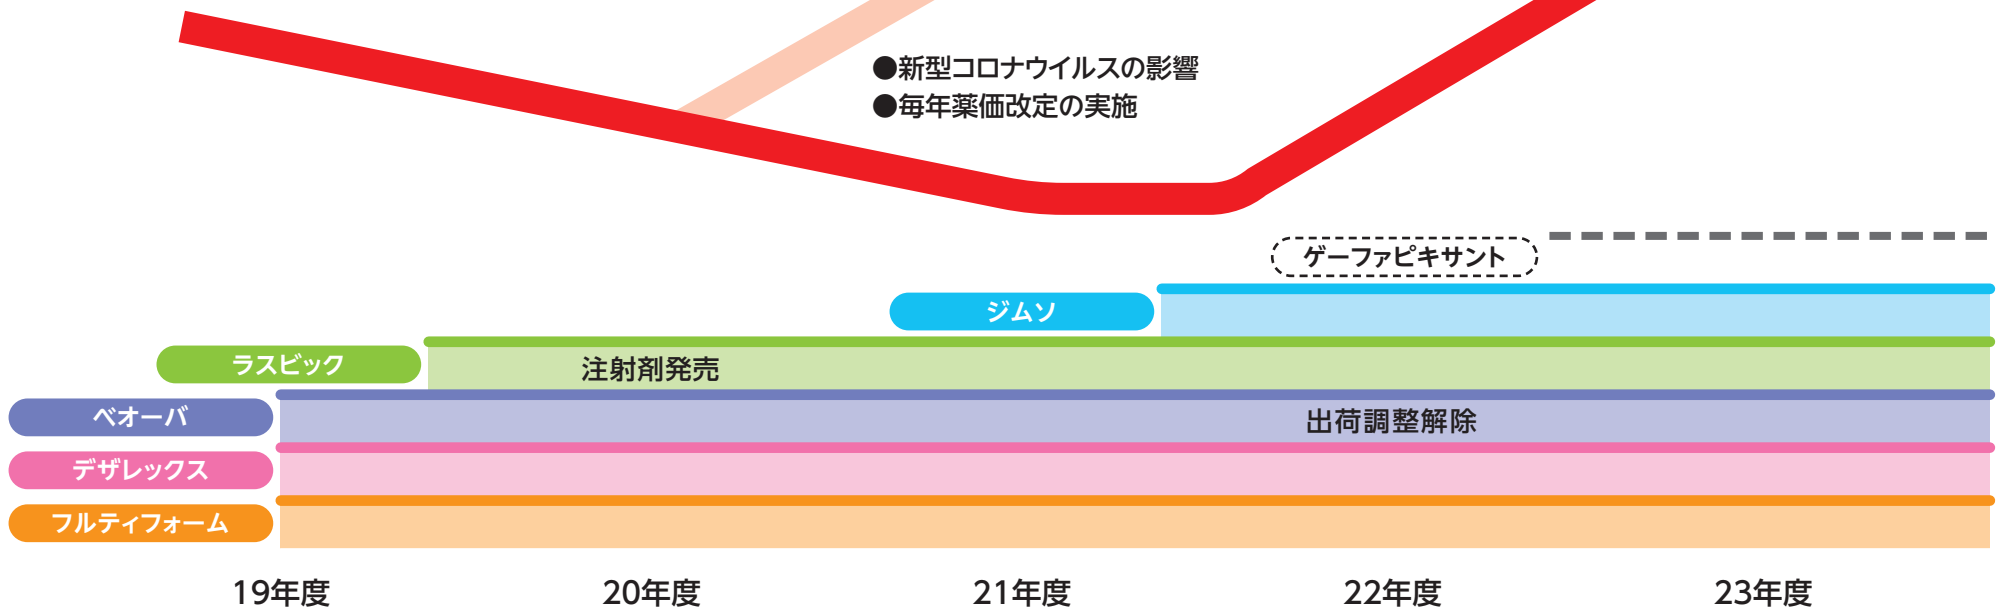 ●新型コロナウイルスの影響
●毎年薬価改定の実施
ゲーファピキサント
ジムソ
ラスビック
注射剤発売
ベオーバ
出荷調整解除
デザレックス
フルティフォーム
19年度
20年度
21年度
22年度
23年度